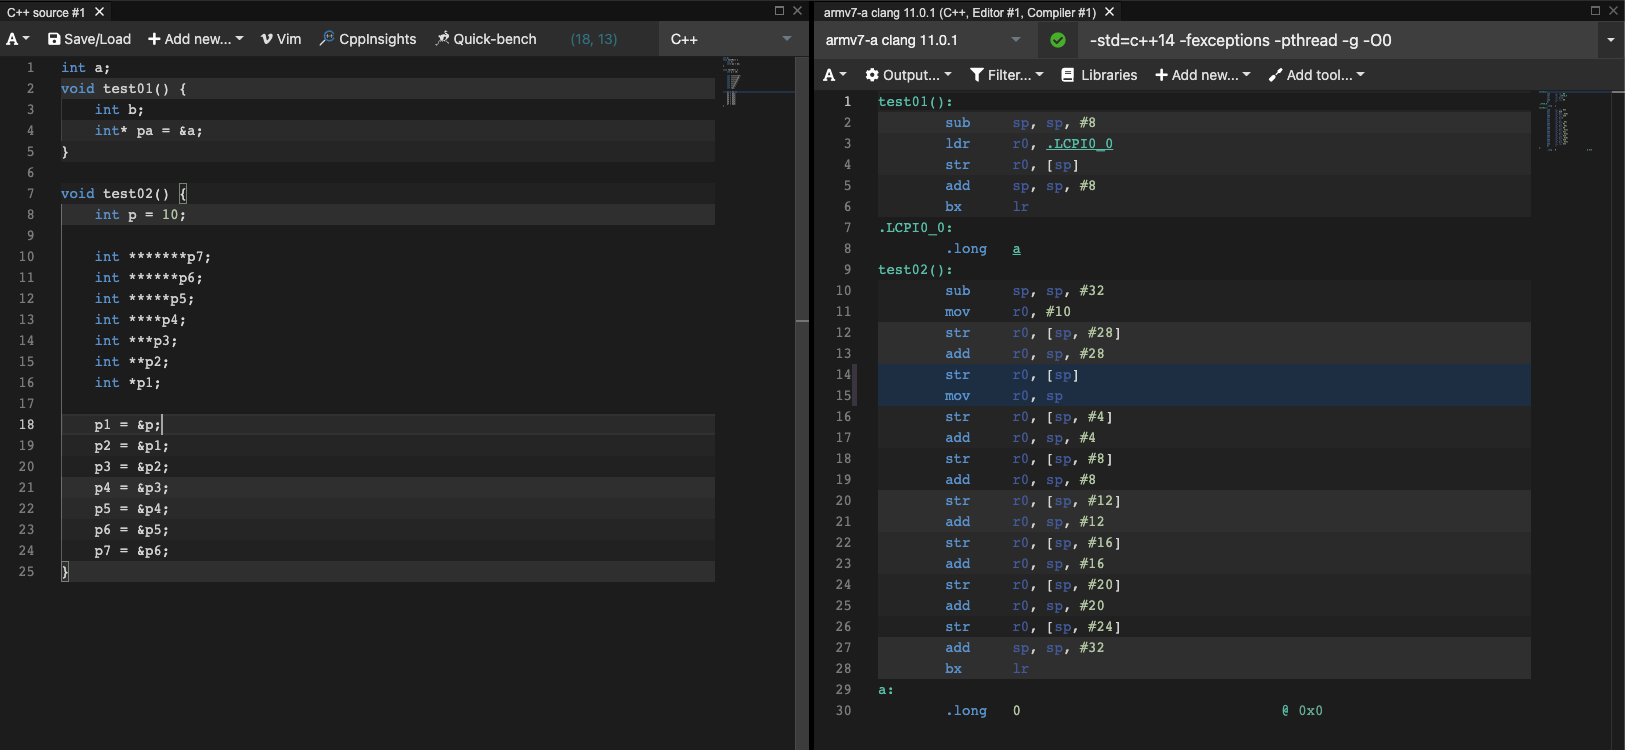 C++ source #1 ✕
A Save/Load + Add new... Vim CppInsights Quick-bench (18, 13) C++
1 int a;
2 void test01() {
3 int b;
4 int* pa = &a;
5 }
6
7 void test02() {
8 int p = 10;
9
10 int *******p7;
11 int ******p6;
12 int *****p5;
13 int ****p4;
14 int ***p3;
15 int **p2;
16 int *p1;
17
18 p1 = &p;
19 p2 = &p1;
20 p3 = &p2;
21 p4 = &p3;
22 p5 = &p4;
23 p6 = &p5;
24 p7 = &p6;
25 }
armv7-a clang 11.0.1 (C++, Editor #1, Compiler #1) ✕
armv7-a clang 11.0.1 -std=c++14 -fexceptions -pthread -g -O0
A Output... Filter... Libraries + Add new... Add tool...
1 test01():
2 sub sp, sp, #8
3 ldr r0, .LCPI0_0
4 str r0, [sp]
5 add sp, sp, #8
6 bx lr
7 .LCPI0_0:
8 .long a
9 test02():
10 sub sp, sp, #32
11 mov r0, #10
12 str r0, [sp, #28]
13 add r0, sp, #28
14 str r0, [sp]
15 mov r0, sp
16 str r0, [sp, #4]
17 add r0, sp, #4
18 str r0, [sp, #8]
19 add r0, sp, #8
20 str r0, [sp, #12]
21 add r0, sp, #12
22 str r0, [sp, #16]
23 add r0, sp, #16
24 str r0, [sp, #20]
25 add r0, sp, #20
26 str r0, [sp, #24]
27 add sp, sp, #32
28 bx lr
29 a:
30 .long 0 @ 0x0